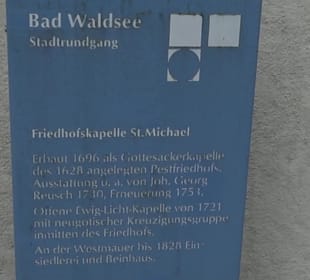 Bad Waldsee
Stadtrundgang
Friedhofskapelle St.Michael
Erbaut 1696 als Gottesackerkapelle
des 1628 angelegten Pestfriedhofs.
Ausstattung u. a. von Joh. Georg
Reusch 1730, Erneuerung 1753.
Offene Ewig-Licht-Kapelle von 1721
mit neugotischer Kreuzigungsgruppe
inmitten des Friedhofs.
An der Westmauer bis 1828 Ein-
siedlerei und Beinhaus.